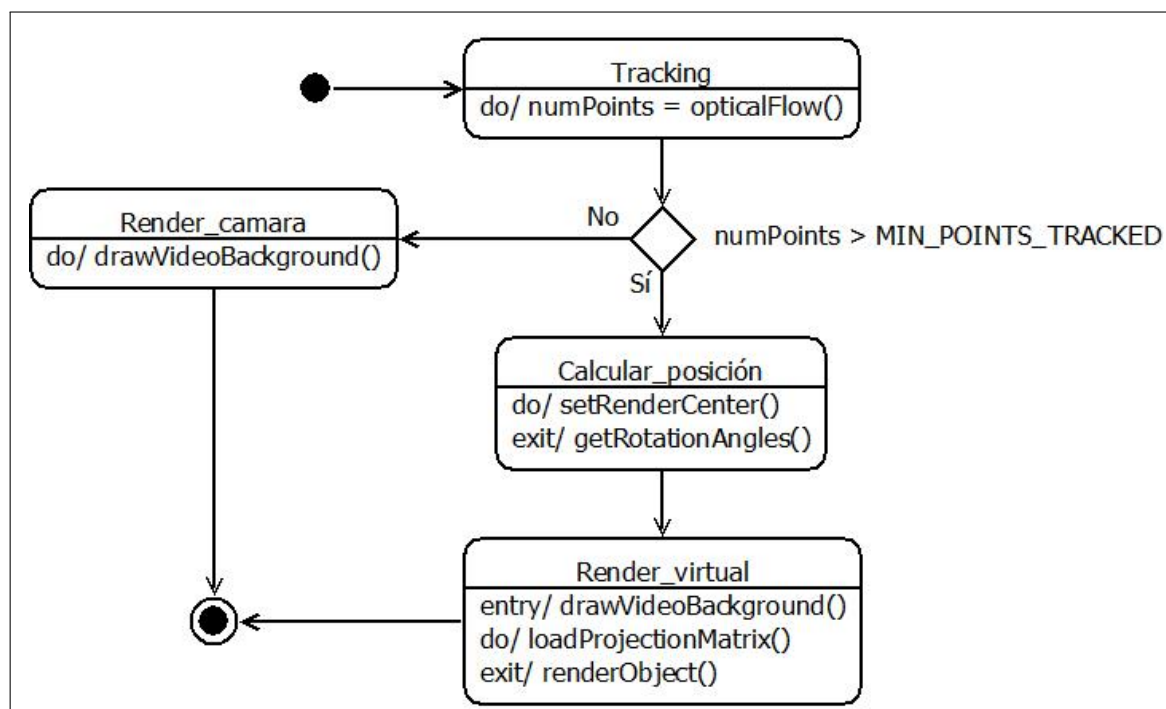 Tracking
do/ numPoints = opticalFlow()
Render_camara
do/ drawVideoBackground()
No
numPoints > MIN_POINTS_TRACKED
Sí
Calcular_posición
do/ setRenderCenter()
exit/ getRotationAngles()
Render_virtual
entry/ drawVideoBackground()
do/ loadProjectionMatrix()
exit/ renderObject()